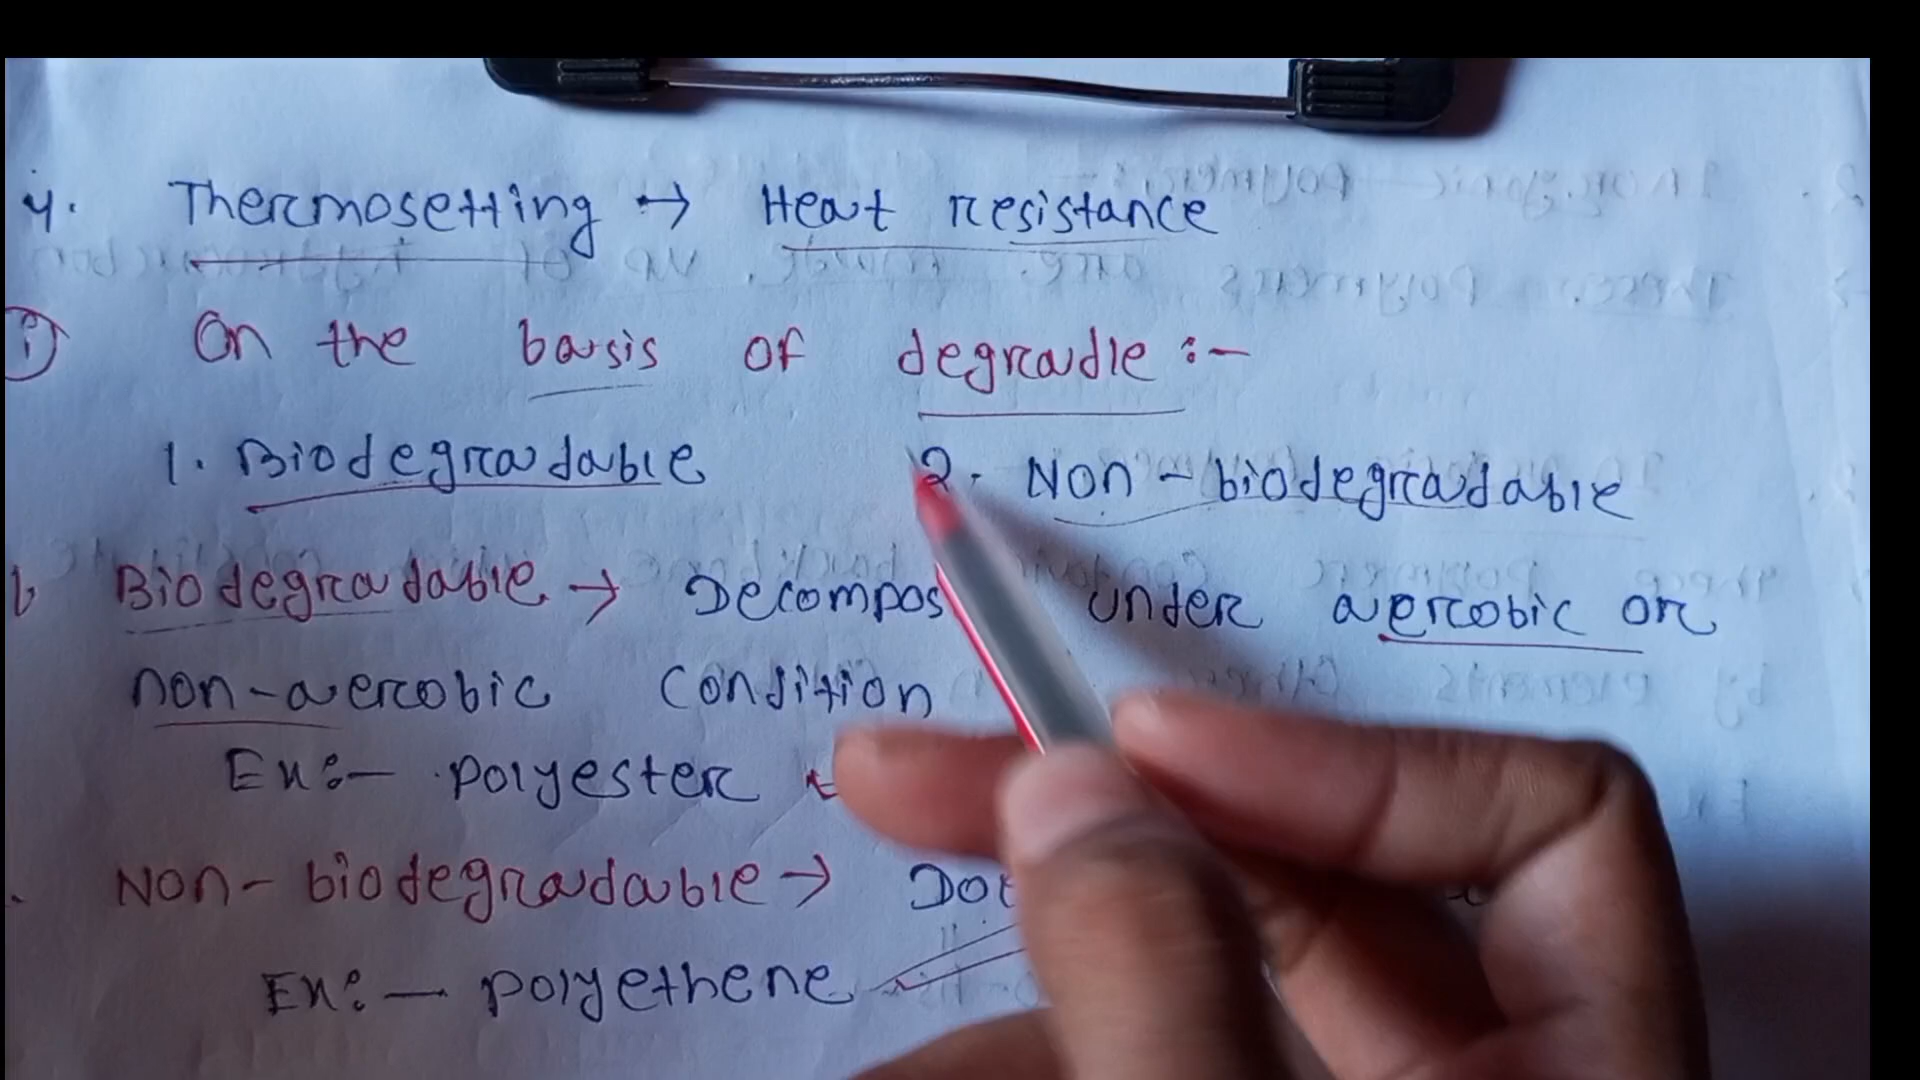 4. Thermosetting → Heat resistance
i) On the basis of degradle :-
1. Biodegradable 2. Non-biodegradable
Biodegradable → Decompos under aerobic or
non-aerobic condition
Ex:- polyester
Non-biodegradable →
Ex:- polyethene